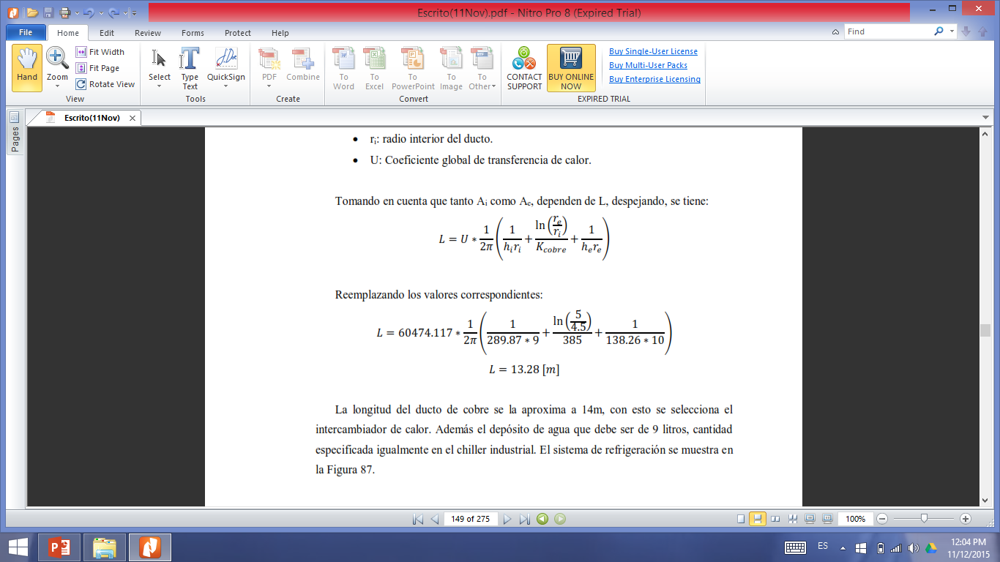 Escrito(11Nov).pdf - Nitro Pro 8 (Expired Trial)
File Home Edit Review Forms Protect Help
Find
Hand
Zoom
Fit Width
Fit Page
Rotate View
View
Select
Type Text
QuickSign
Tools
PDF
Combine
Create
To Word
To Excel
To PowerPoint
To Image
To Other
Convert
CONTACT SUPPORT
BUY ONLINE NOW
Buy Single-User License
Buy Multi-User Packs
Buy Enterprise Licensing
EXPIRED TRIAL
Escrito(11Nov)
Pages
• rᵢ: radio interior del ducto.
• U: Coeficiente global de transferencia de calor.
Tomando en cuenta que tanto Aᵢ como Aₑ, dependen de L, despejando, se tiene:
L = U * 1/2π (1/(hᵢrᵢ) + ln(rₑ/rᵢ)/K_cobre + 1/(hₑrₑ))
Reemplazando los valores correspondientes:
L = 60474.117 * 1/2π (1/(289.87 * 9) + ln(5/4.5)/385 + 1/(138.26 * 10))
L = 13.28 [m]
La longitud del ducto de cobre se la aproxima a 14m, con esto se selecciona el
intercambiador de calor. Además el depósito de agua que debe ser de 9 litros, cantidad
especificada igualmente en el chiller industrial. El sistema de refrigeración se muestra en
la Figura 87.
149 of 275
100%
ES
12:04 PM
11/12/2015